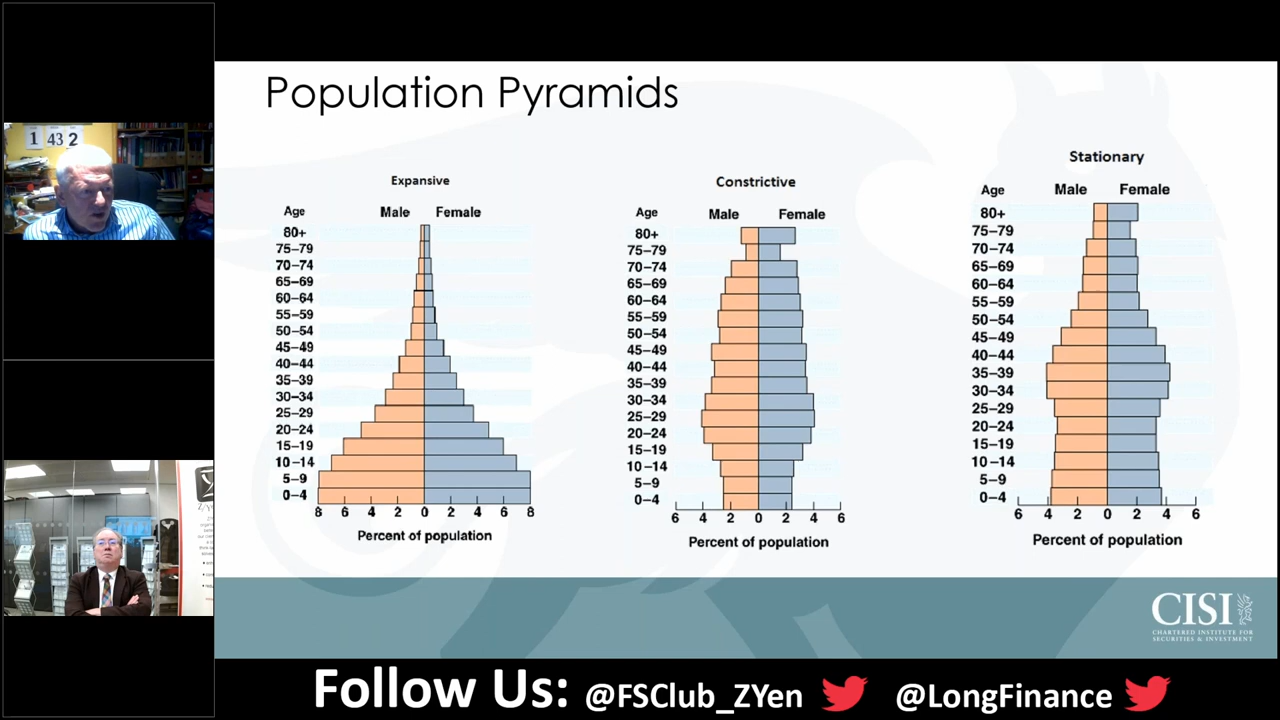 Population Pyramids
Expansive
Age Male Female
80+
75–79
70–74
65–69
60–64
55–59
50–54
45–49
40–44
35–39
30–34
25–29
20–24
15–19
10–14
5–9
0–4
8 6 4 2 0 2 4 6 8
Percent of population
Constrictive
Age Male Female
80+
75–79
70–74
65–69
60–64
55–59
50–54
45–49
40–44
35–39
30–34
25–29
20–24
15–19
10–14
5–9
0–4
6 4 2 0 2 4 6
Percent of population
Stationary
Age Male Female
80+
75–79
70–74
65–69
60–64
55–59
50–54
45–49
40–44
35–39
30–34
25–29
20–24
15–19
10–14
5–9
0–4
6 4 2 0 2 4 6
Percent of population
1 43 2
CISI
CHARTERED INSTITUTE FOR
SECURITIES & INVESTMENT
Follow Us: @FSClub_ZYen @LongFinance